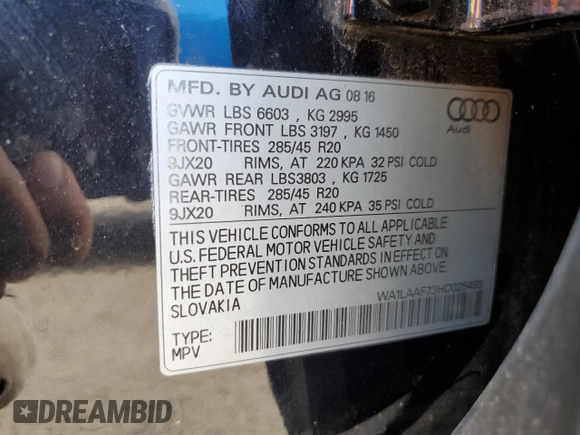 MFD. BY AUDI AG 08 16
GVWR LBS 6603 , KG 2995
GAWR FRONT LBS 3197 , KG 1450
FRONT-TIRES 285/45 R20
9JX20 RIMS, AT 220 KPA 32 PSI COLD
GAWR REAR LBS3803 , KG 1725
REAR-TIRES 285/45 R20
9JX20 RIMS, AT 240 KPA 35 PSI COLD
Audi
THIS VEHICLE CONFORMS TO ALL APPLICABLE
U.S. FEDERAL MOTOR VEHICLE SAFETY AND
THEFT PREVENTION STANDARDS IN EFFECT ON
THE DATE OF MANUFACTURE SHOWN ABOVE.
SLOVAKIA
WA1LAAF73HD025493
TYPE:
MPV
DREAMBID